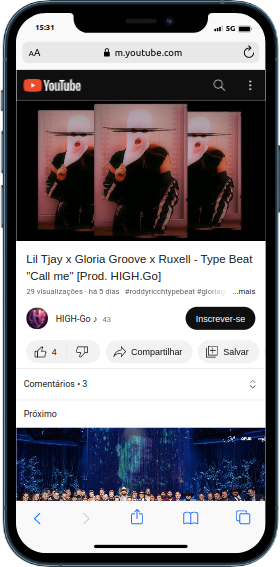 15:31
5G
AA
m.youtube.com
YouTube
Lil Tjay x Gloria Groove x Ruxell - Type Beat
"Call me" [Prod. HIGH.Go]
29 visualizações · há 5 dias #roddyricchtypebeat #gloriag ...mais
HIGH-Go ♪ 43
Inscrever-se
4
Compartilhar
Salvar
Comentários • 3
Próximo